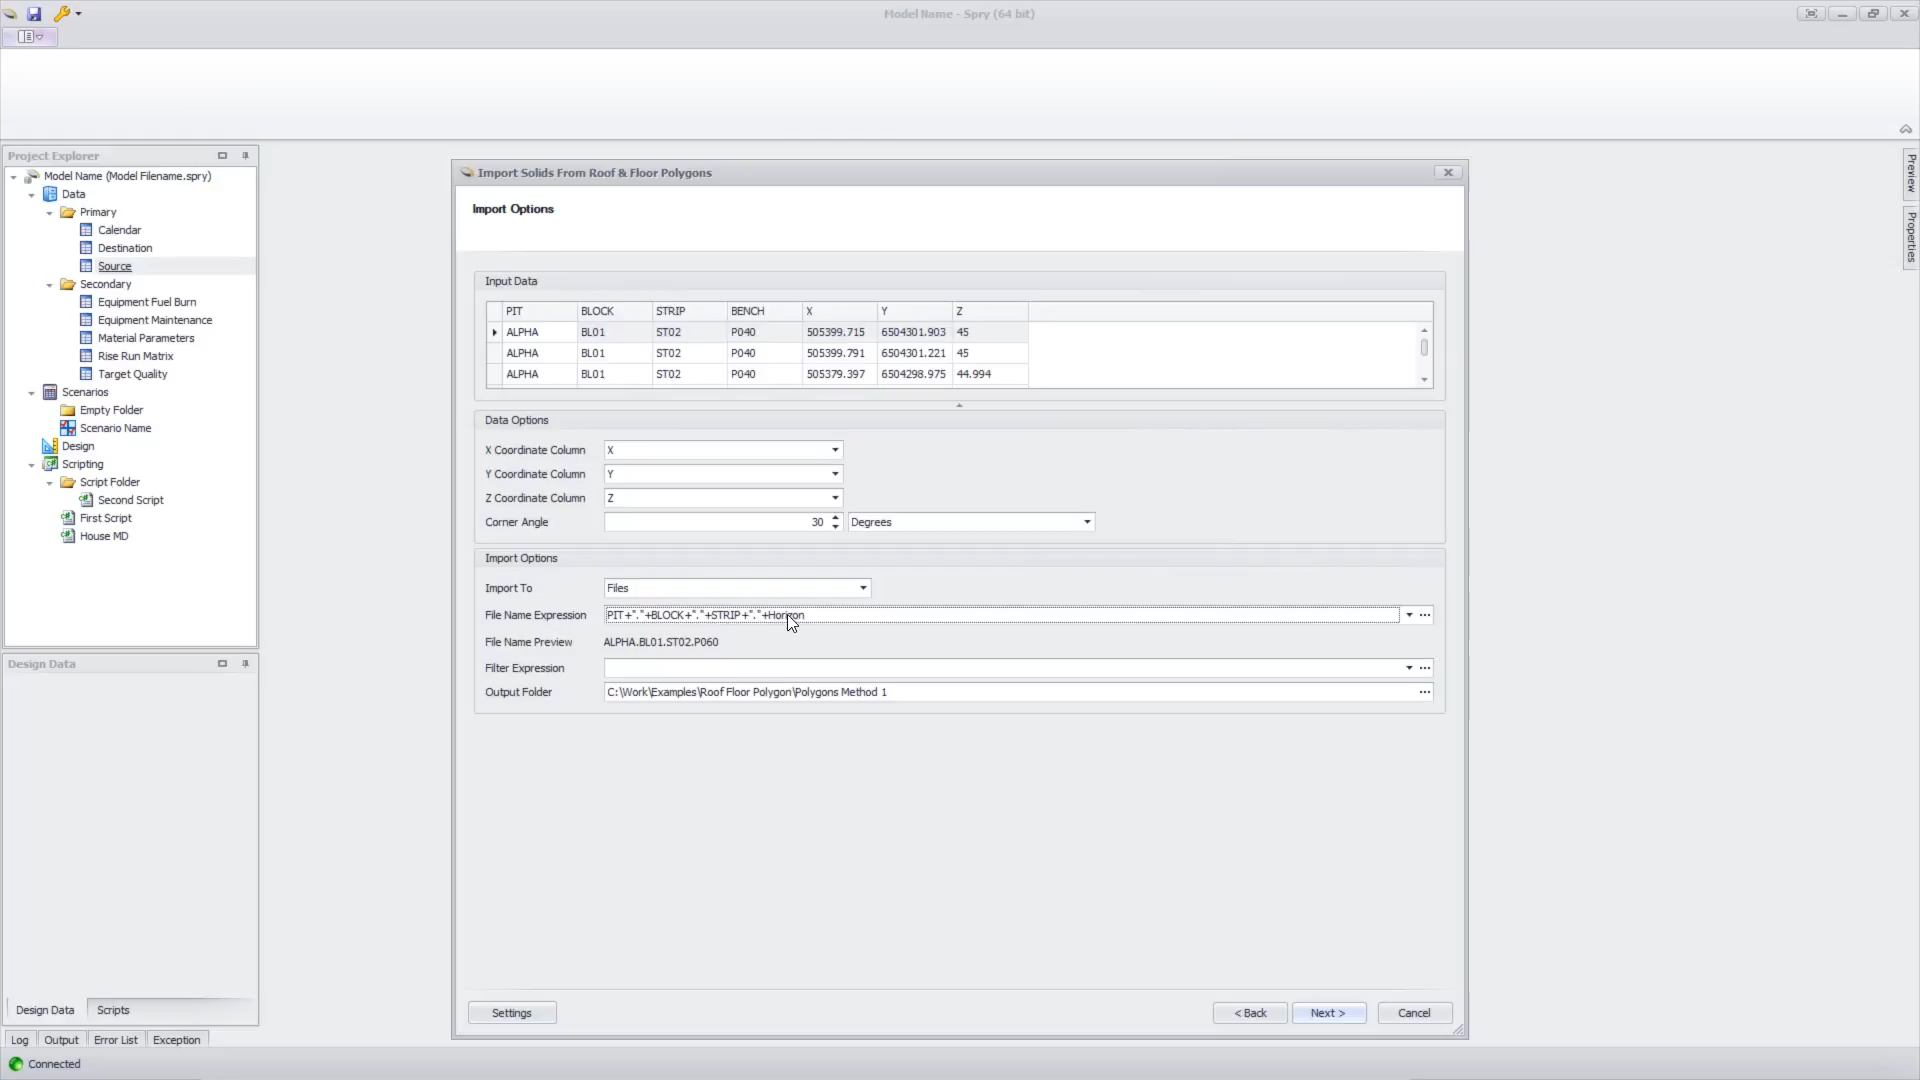 Model Name - Spry (64 bit)
Project Explorer
Model Name (Model Filename.spry)
Data
Primary
Calendar
Destination
Source
Secondary
Equipment Fuel Burn
Equipment Maintenance
Material Parameters
Rise Run Matrix
Target Quality
Scenarios
Empty Folder
Scenario Name
Design
Scripting
Script Folder
Second Script
First Script
House MD
Design Data
Design Data Scripts
Log Output Error List Exception
Connected
Import Solids From Roof & Floor Polygons
Import Options
Input Data
PIT BLOCK STRIP BENCH X Y Z
ALPHA BL01 ST02 P040 505399.715 6504301.903 45
ALPHA BL01 ST02 P040 505399.791 6504301.221 45
ALPHA BL01 ST02 P040 505379.397 6504298.975 44.994
Data Options
X Coordinate Column X
Y Coordinate Column Y
Z Coordinate Column Z
Corner Angle 30 Degrees
Import Options
Import To Files
File Name Expression PIT+"."+BLOCK+"."+STRIP+"."+Horizon
File Name Preview ALPHA.BL01.ST02.P060
Filter Expression
Output Folder C:\Work\Examples\Roof Floor Polygon\Polygons Method 1
Settings < Back Next > Cancel
Preview
Properties